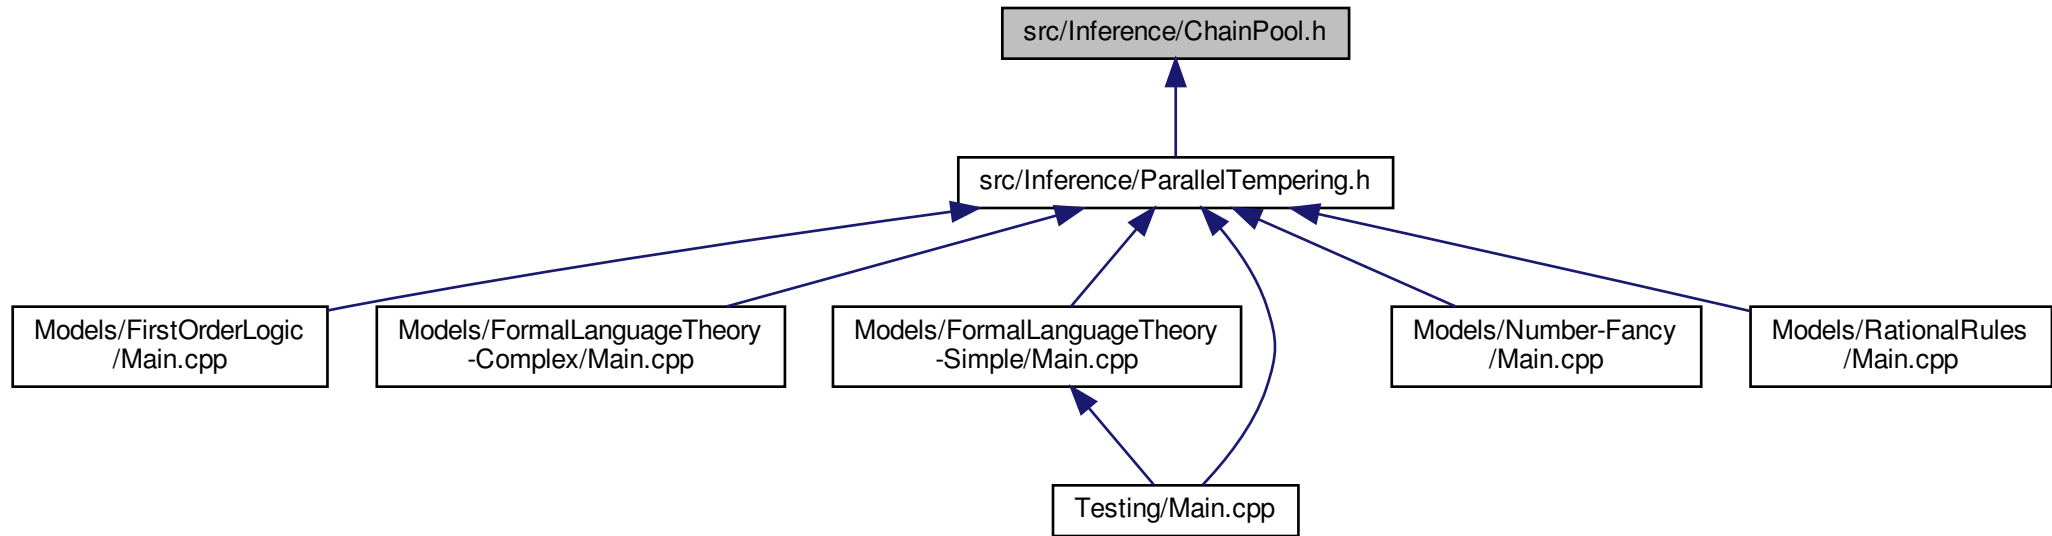 src/Inference/ChainPool.h
src/Inference/ParallelTempering.h
Models/FirstOrderLogic
/Main.cpp
Models/FormalLanguageTheory
-Complex/Main.cpp
Models/FormalLanguageTheory
-Simple/Main.cpp
Models/Number-Fancy
/Main.cpp
Models/RationalRules
/Main.cpp
Testing/Main.cpp